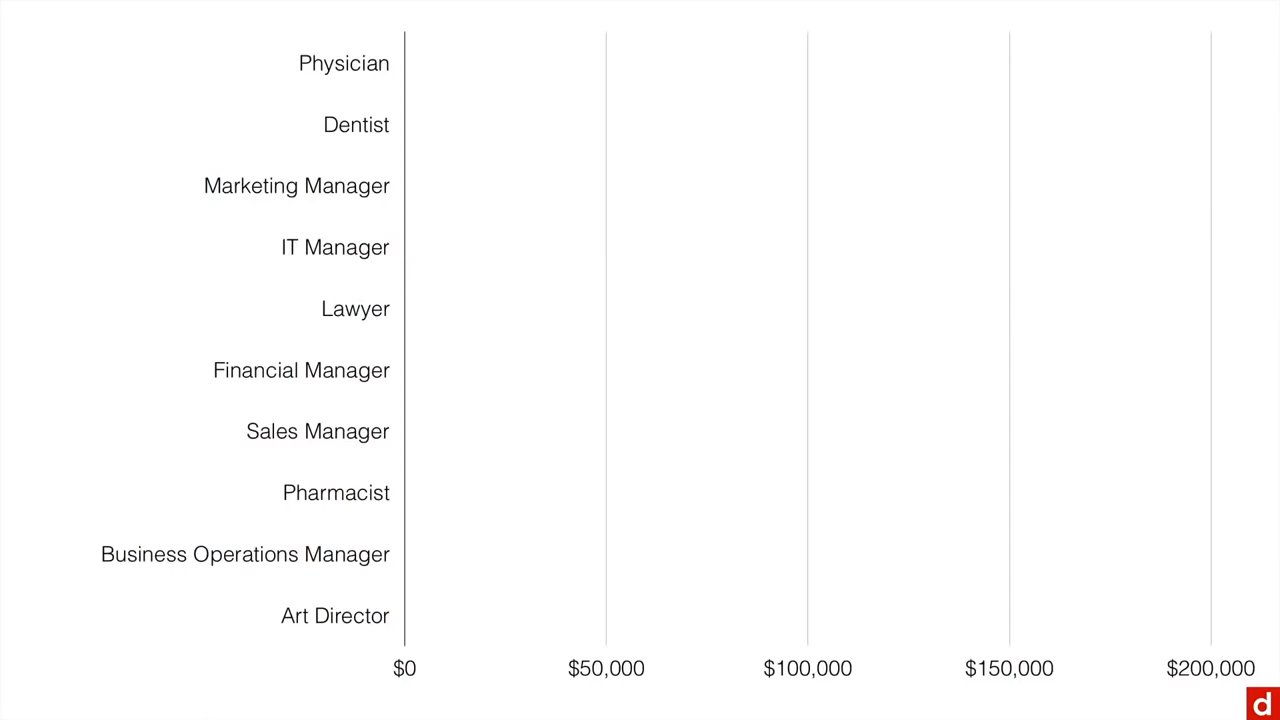 Physician
Dentist
Marketing Manager
IT Manager
Lawyer
Financial Manager
Sales Manager
Pharmacist
Business Operations Manager
Art Director
$0 $50,000 $100,000 $150,000 $200,000
d